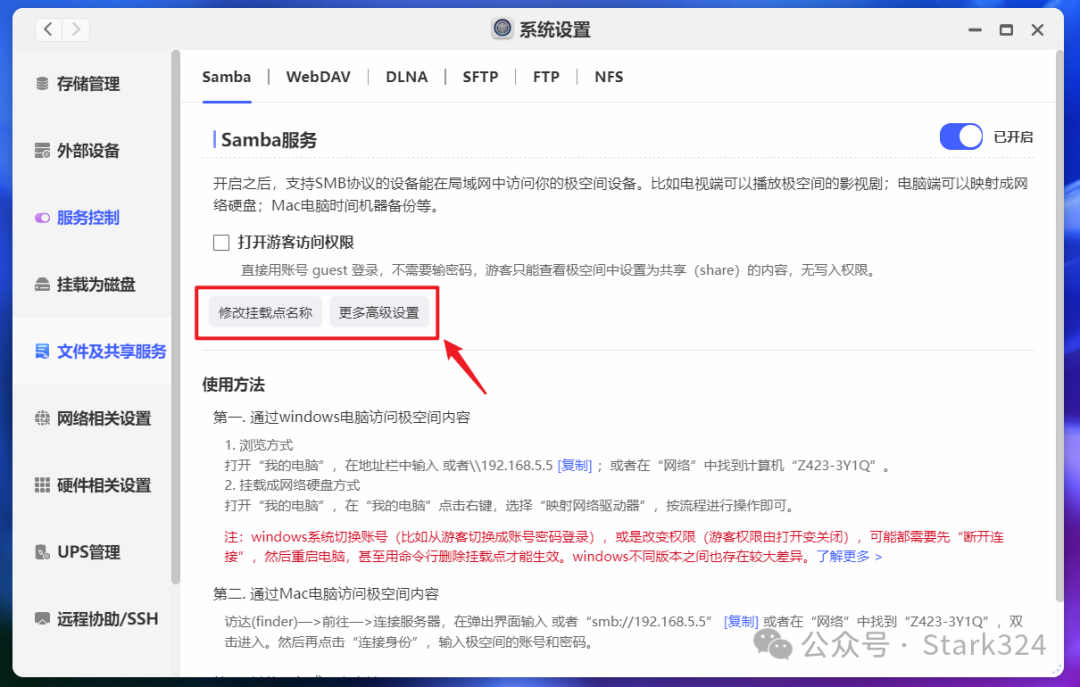 系统设置
存储管理
外部设备
服务控制
挂载为磁盘
文件及共享服务
网络相关设置
硬件相关设置
UPS管理
远程协助/SSH
Samba | WebDAV | DLNA | SFTP | FTP | NFS
Samba服务
已开启
开启之后，支持SMB协议的设备能在局域网中访问你的极空间设备。比如电视端可以播放极空间的影视剧；电脑端可以映射成网
络硬盘；Mac电脑时间机器备份等。
打开游客访问权限
直接用账号 guest 登录，不需要输密码，游客只能查看极空间中设置为共享（share）的内容，无写入权限。
修改挂载点名称 更多高级设置
使用方法
第一. 通过windows电脑访问极空间内容
1. 浏览方式
打开“我的电脑”，在地址栏中输入 或者\\192.168.5.5 [复制] ；或者在“网络”中找到计算机“Z423-3Y1Q”。
2. 挂载成网络硬盘方式
打开“我的电脑”，在“我的电脑”点击右键，选择“映射网络驱动器”，按流程进行操作即可。
注：windows系统切换账号（比如从游客切换成账号密码登录），或是改变权限（游客权限由打开变关闭），可能都需要先“断开连
接”，然后重启电脑，甚至用命令行删除挂载点才能生效。windows不同版本之间也存在较大差异。了解更多 >
第二. 通过Mac电脑访问极空间内容
访达(finder)—>前往—>连接服务器，在弹出界面输入 或者“smb://192.168.5.5” [复制] 或者在“网络”中找到“Z423-3Y1Q”，双
击进入。然后再点击“连接身份”，输入极空间的账号和密码。
公众号 · Stark324